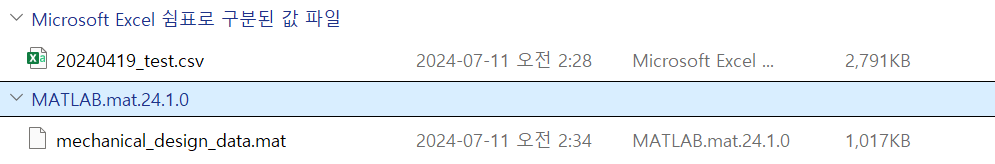 Microsoft Excel 쉼표로 구분된 값 파일
20240419_test.csv 2024-07-11 오전 2:28 Microsoft Excel ... 2,791KB
MATLAB.mat.24.1.0
mechanical_design_data.mat 2024-07-11 오전 2:34 MATLAB.mat.24.1.0 1,017KB